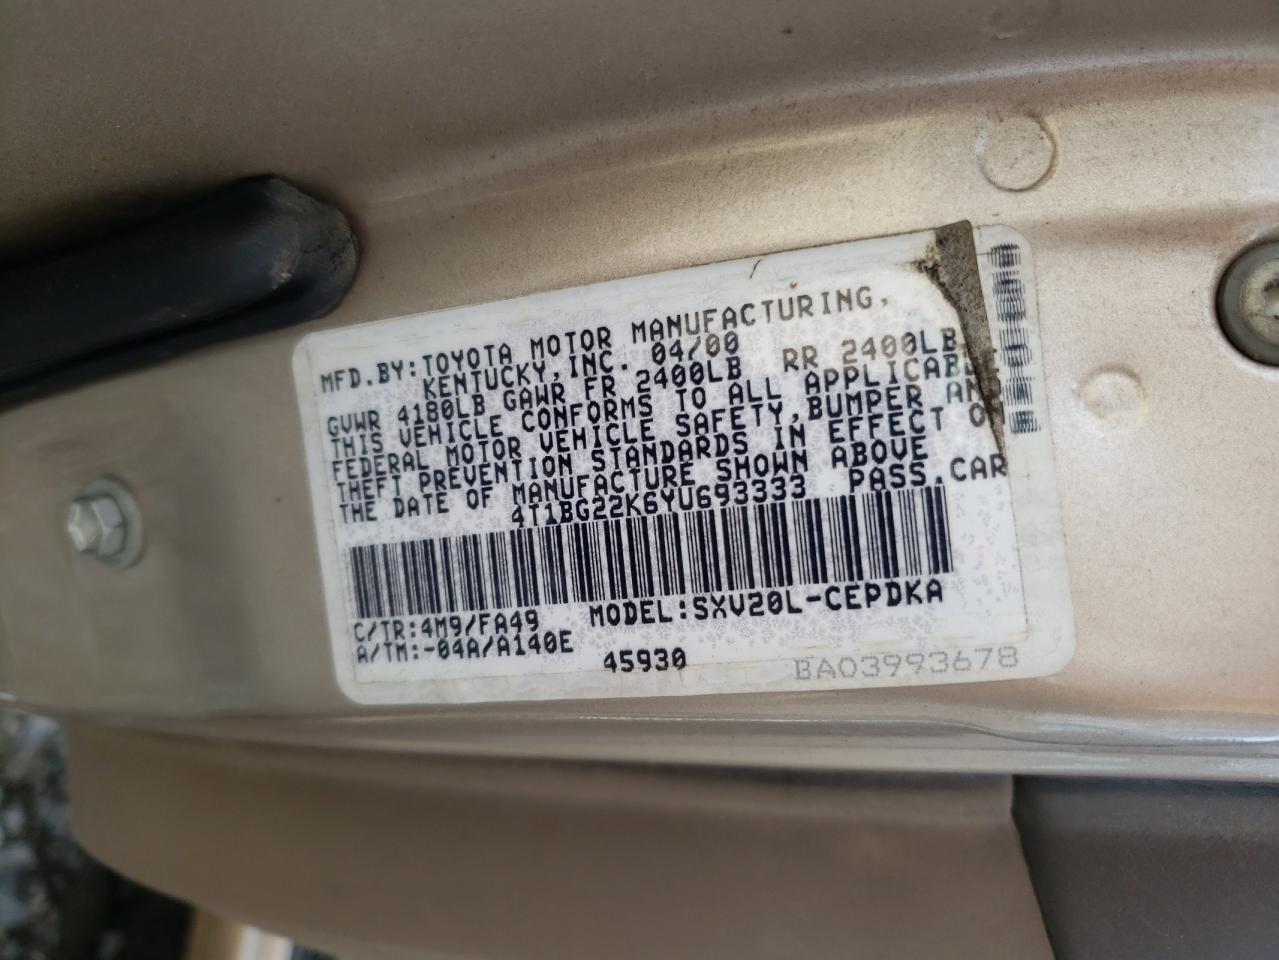 MFD.BY:TOYOTA MOTOR MANUFACTURING,
KENTUCKY,INC. 04/00
GVWR 4180LB GAWR FR 2400LB RR 2400LB
THIS VEHICLE CONFORMS TO ALL APPLICABLE
FEDERAL MOTOR VEHICLE SAFETY,BUMPER AND
THEFT PREVENTION STANDARDS IN EFFECT ON
THE DATE OF MANUFACTURE SHOWN ABOVE
4T1BG22K6YU693333 PASS.CAR
C/TR:4M9/FA49 MODEL:SXV20L-CEPDKA
A/TM:-04A/A140E
45930
BA03993678